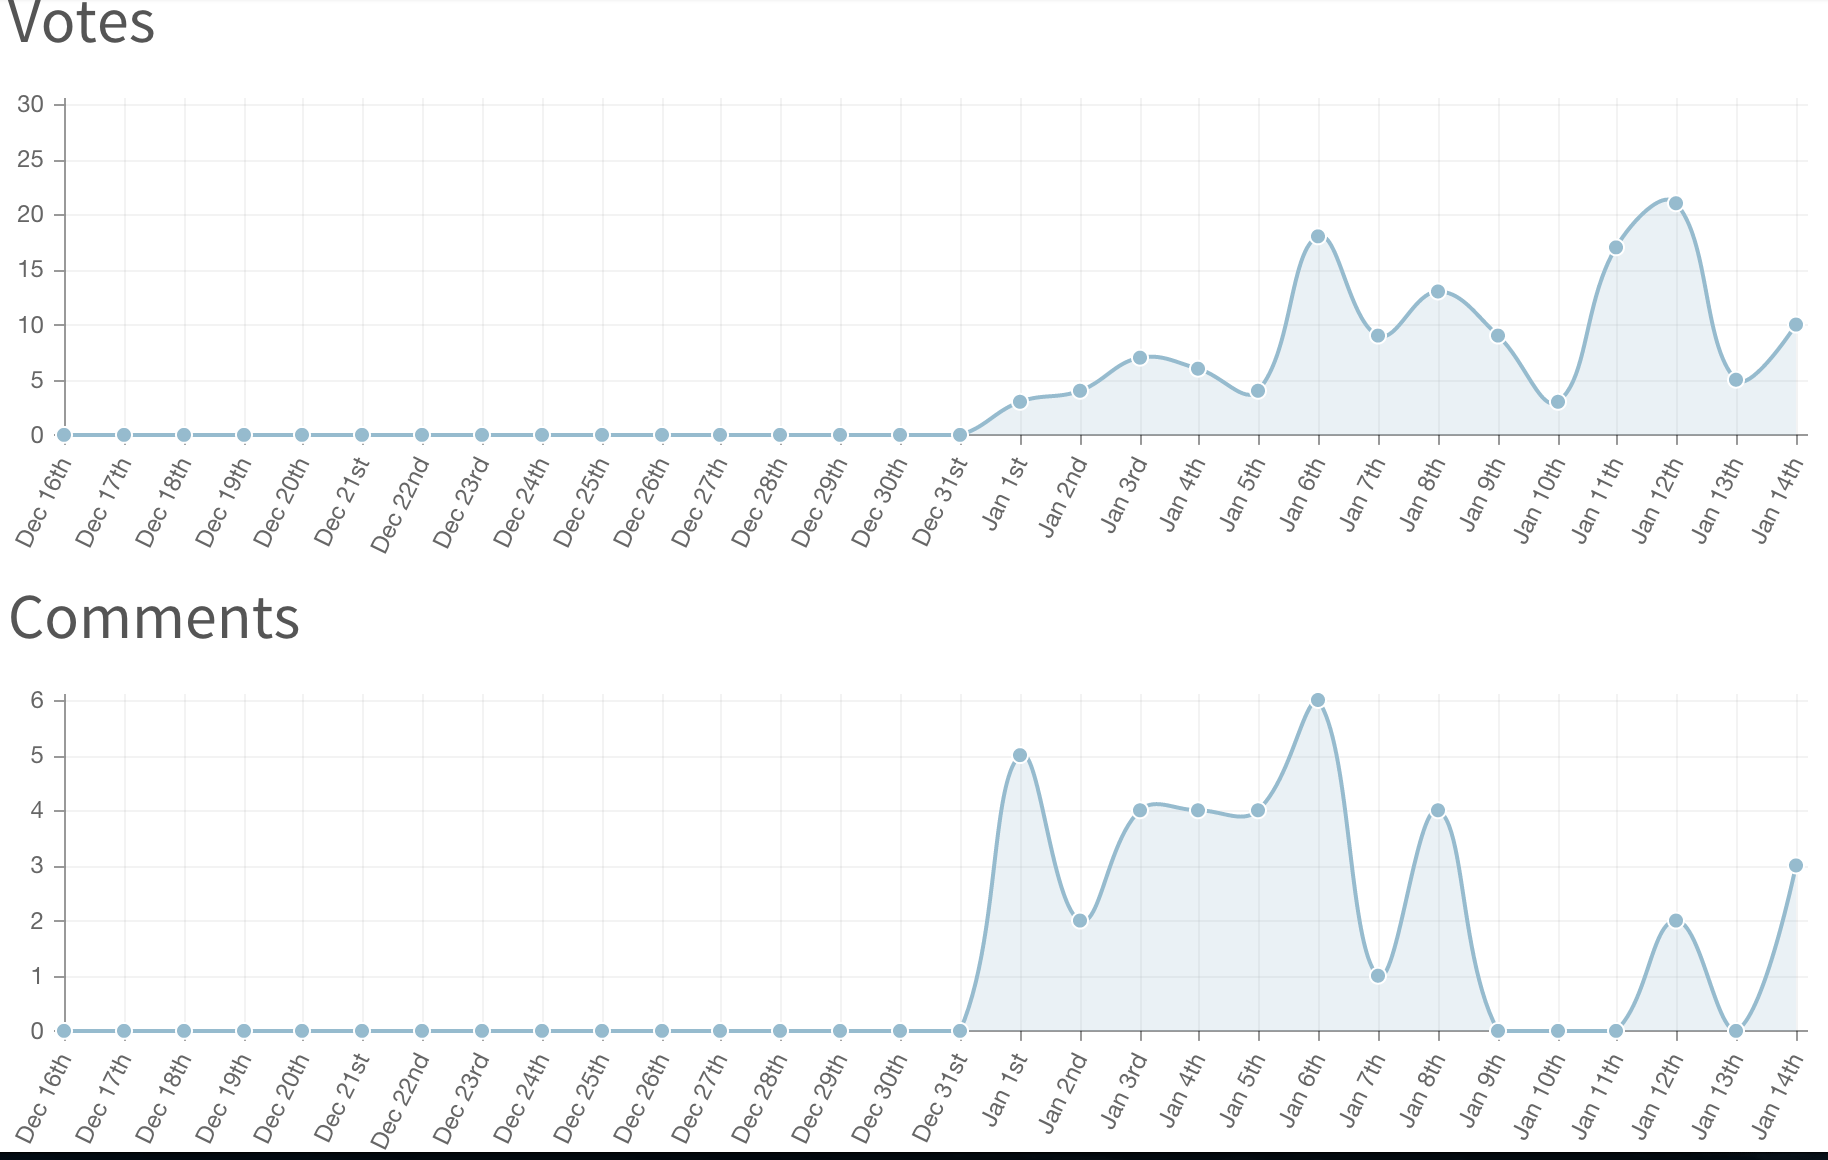 Votes
30
25
20
15
10
5
0
Dec 16th
Dec 17th
Dec 18th
Dec 19th
Dec 20th
Dec 21st
Dec 22nd
Dec 23rd
Dec 24th
Dec 25th
Dec 26th
Dec 27th
Dec 28th
Dec 29th
Dec 30th
Dec 31st
Jan 1st
Jan 2nd
Jan 3rd
Jan 4th
Jan 5th
Jan 6th
Jan 7th
Jan 8th
Jan 9th
Jan 10th
Jan 11th
Jan 12th
Jan 13th
Jan 14th
Comments
6
5
4
3
2
1
0
Dec 16th
Dec 17th
Dec 18th
Dec 19th
Dec 20th
Dec 21st
Dec 22nd
Dec 23rd
Dec 24th
Dec 25th
Dec 26th
Dec 27th
Dec 28th
Dec 29th
Dec 30th
Dec 31st
Jan 1st
Jan 2nd
Jan 3rd
Jan 4th
Jan 5th
Jan 6th
Jan 7th
Jan 8th
Jan 9th
Jan 10th
Jan 11th
Jan 12th
Jan 13th
Jan 14th